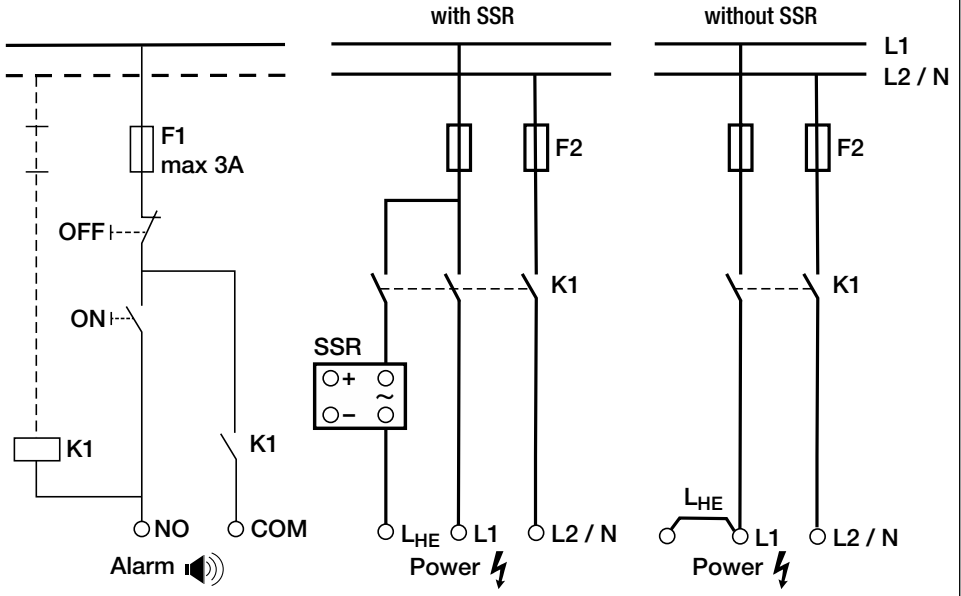 with SSR
without SSR
L1
L2 / N
F1
max 3A
F2
F2
OFF
ON
K1
K1
SSR
+
~
–
K1
K1
LHE
NO
COM
LHE
L1
L2 / N
L1
L2 / N
Alarm
Power
Power